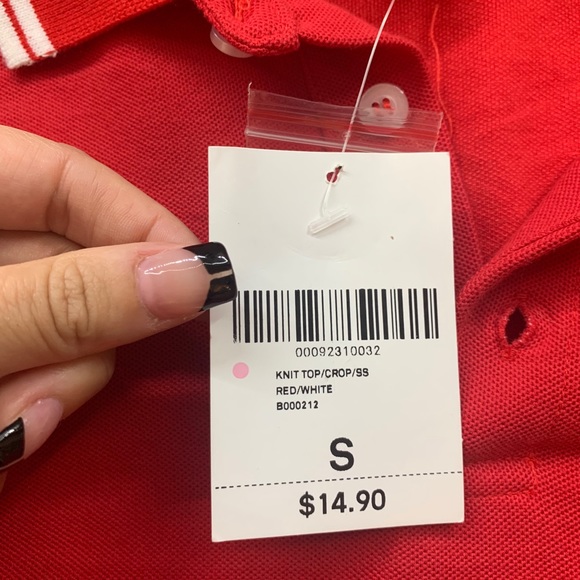 00092310032
KNIT TOP/CROP/SS
RED/WHITE
B000212
S
$14.90